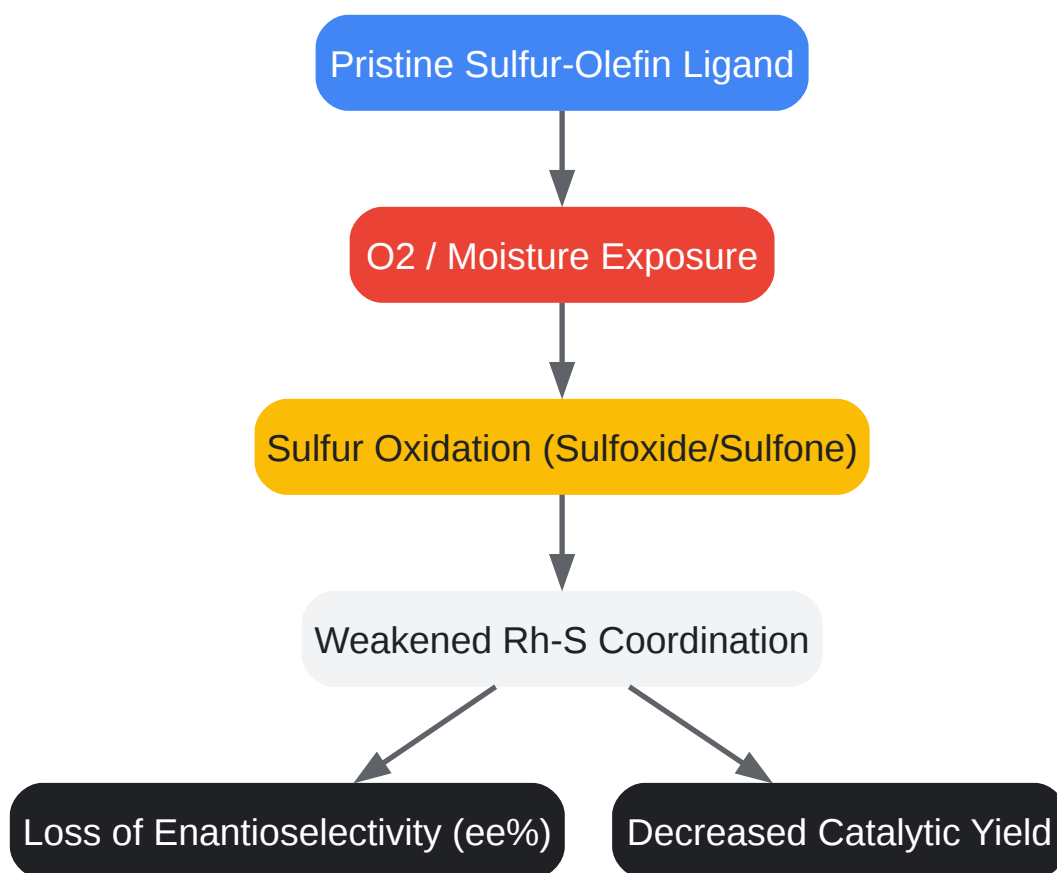 Pristine Sulfur-Olefin Ligand
O2 / Moisture Exposure
Sulfur Oxidation (Sulfoxide/Sulfone)
Weakened Rh-S Coordination
Loss of Enantioselectivity (ee%)
Decreased Catalytic Yield